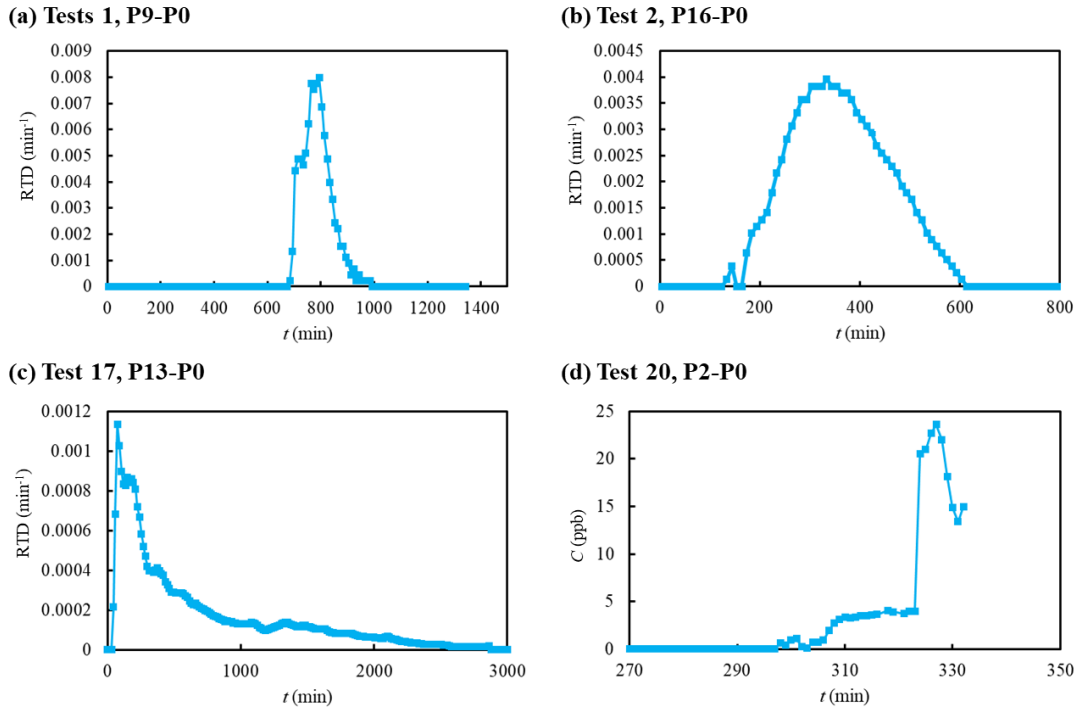 (a) Tests 1, P9-P0
RTD (min-1)
0.009
0.008
0.007
0.006
0.005
0.004
0.003
0.002
0.001
0
0 200 400 600 800 1000 1200 1400
t (min)
(b) Test 2, P16-P0
RTD (min-1)
0.0045
0.004
0.0035
0.003
0.0025
0.002
0.0015
0.001
0.0005
0
0 200 400 600 800
t (min)
(c) Test 17, P13-P0
RTD (min-1)
0.0012
0.001
0.0008
0.0006
0.0004
0.0002
0
0 1000 2000 3000
t (min)
(d) Test 20, P2-P0
C (ppb)
25
20
15
10
5
0
270 290 310 330 350
t (min)